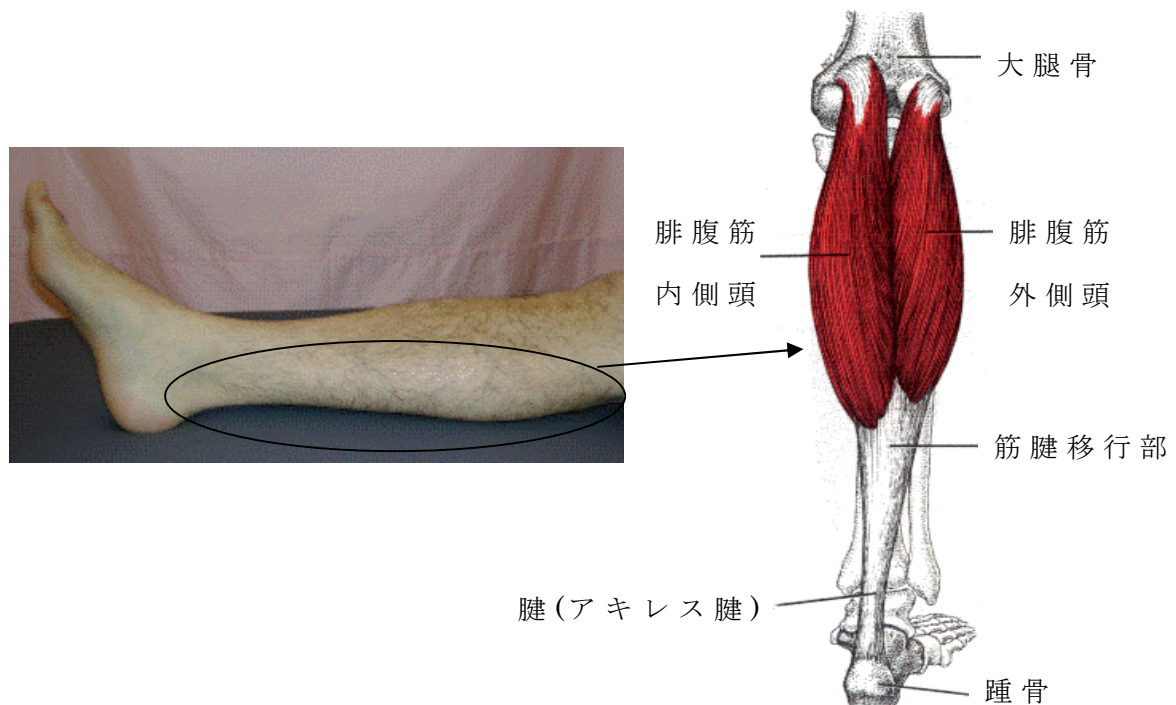 大腿骨
腓腹筋
内側頭
腓腹筋
外側頭
筋腱移行部
腱(アキレス腱)
踵骨